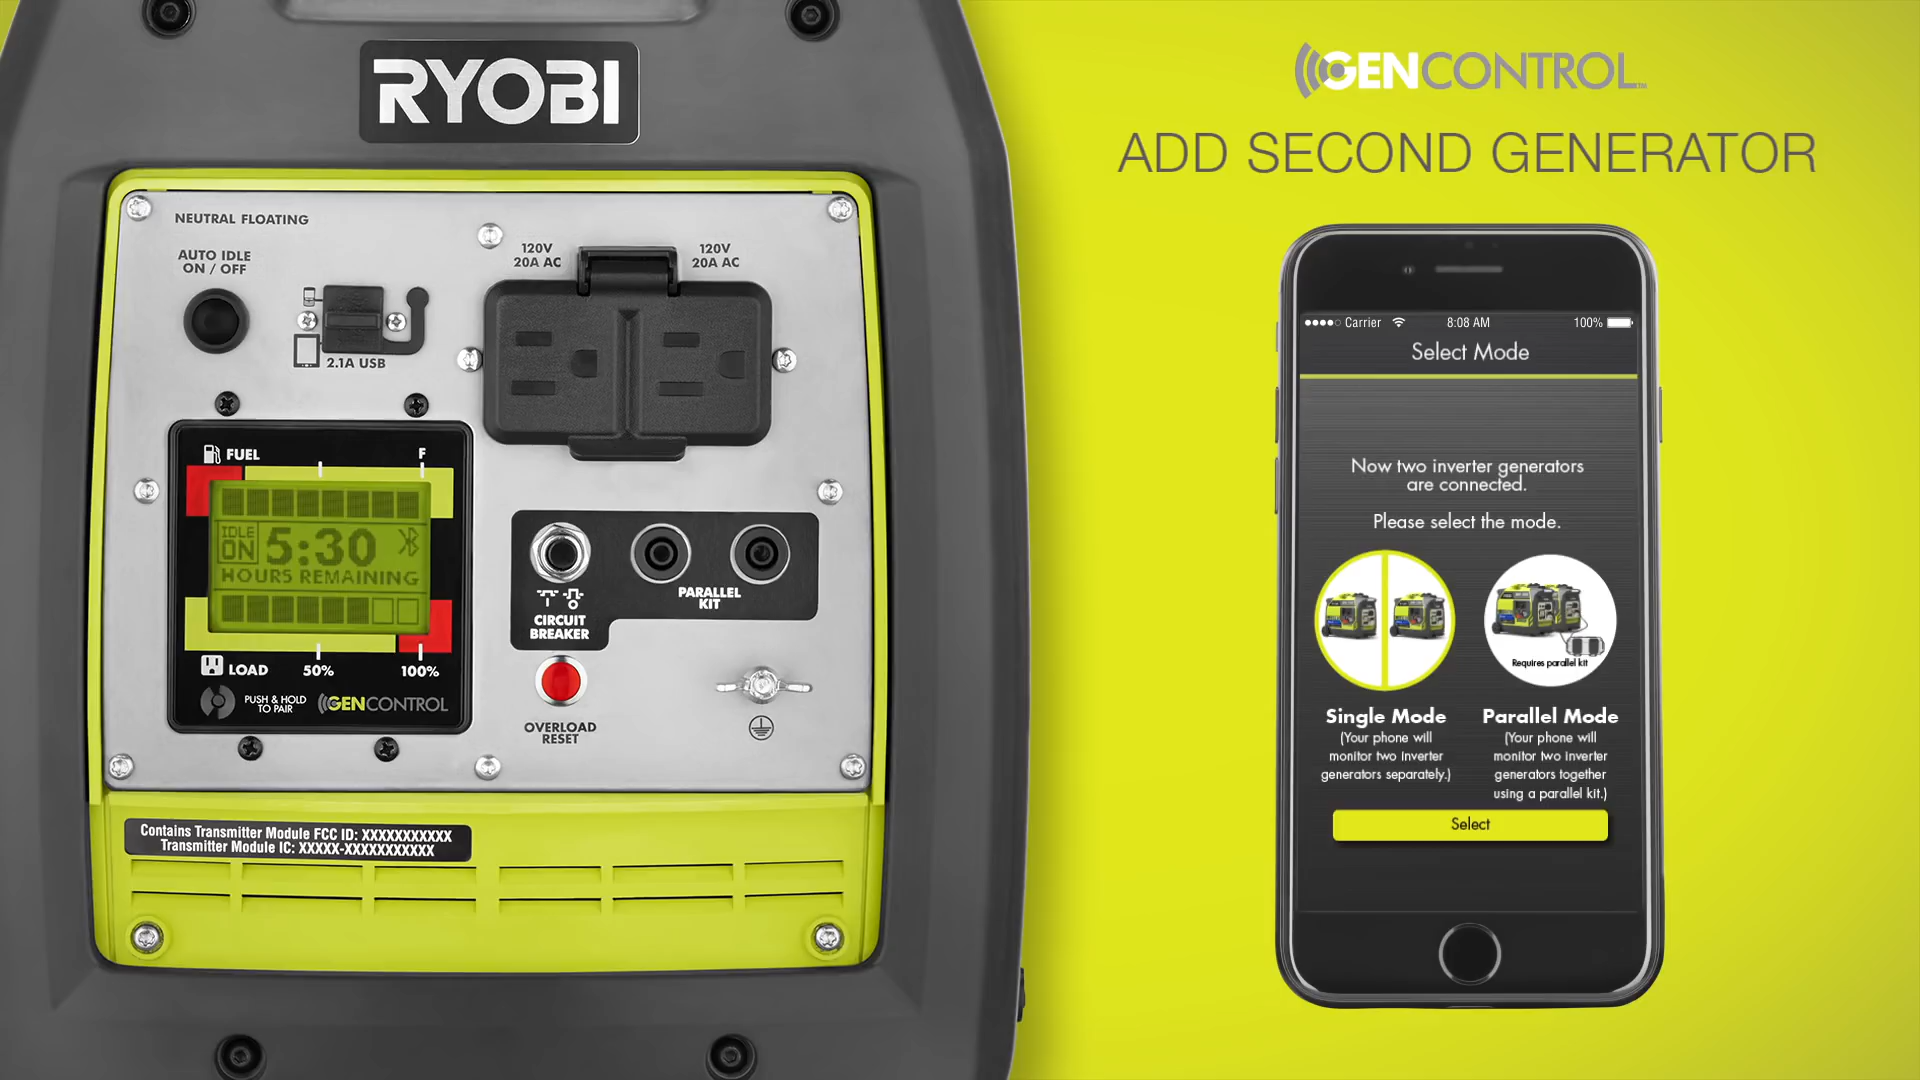 RYOBI
NEUTRAL FLOATING
AUTO IDLE
ON / OFF
2.1A USB
120V
20A AC
120V
20A AC
FUEL
F
IDLE
ON
5:30
HOURS REMAINING
LOAD
50%
100%
PUSH & HOLD
TO PAIR
GENCONTROL
CIRCUIT
BREAKER
PARALLEL
KIT
OVERLOAD
RESET
Contains Transmitter Module FCC ID: XXXXXXXXXXX
Transmitter Module IC: XXXXX-XXXXXXXXXXX
GENCONTROL™
ADD SECOND GENERATOR
Carrier
8:08 AM
100%
Select Mode
Now two inverter generators
are connected.
Please select the mode.
Requires parallel kit
Single Mode
(Your phone will
monitor two inverter
generators separately.)
Parallel Mode
(Your phone will
monitor two inverter
generators together
using a parallel kit.)
Select